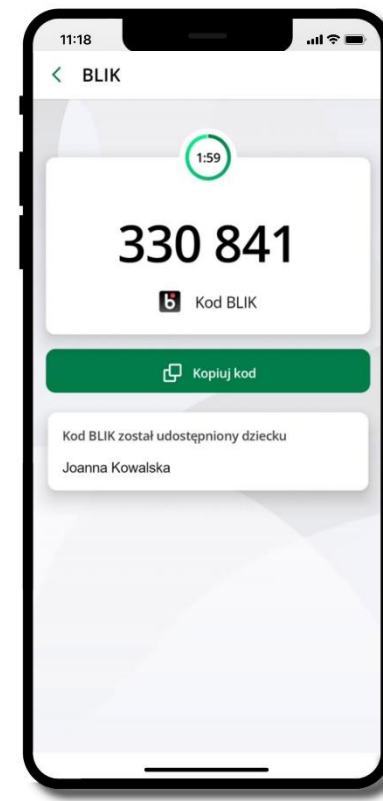 11:18
BLIK
1:59
330 841
Kod BLIK
Kopiuj kod
Kod BLIK został udostępniony dziecku
Joanna Kowalska